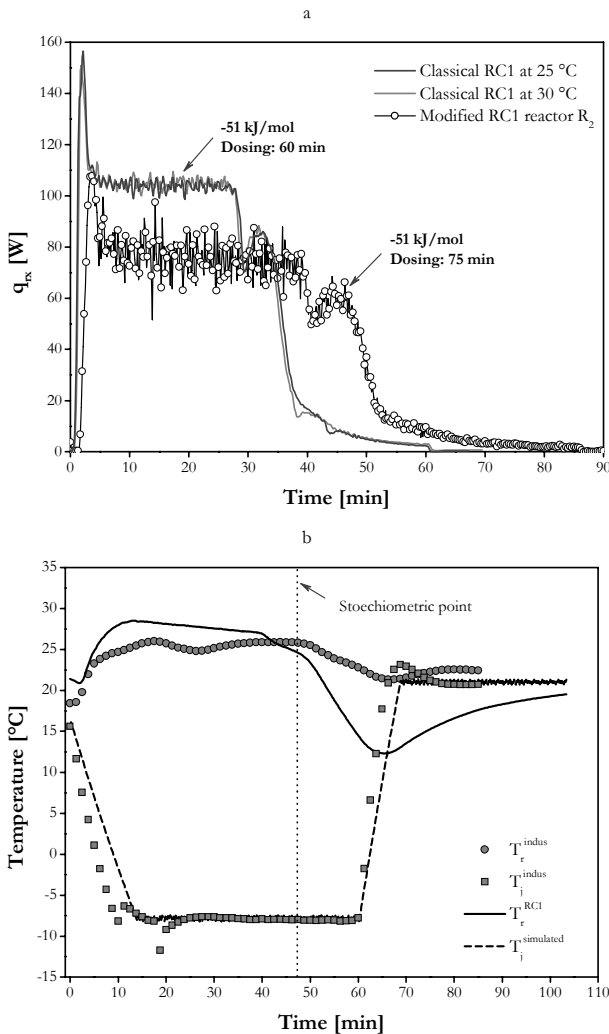 a
160
140
120
100
80
60
40
20
0
q_rx [W]
Classical RC1 at 25 °C
Classical RC1 at 30 °C
Modified RC1 reactor R_2
-51 kJ/mol
Dosing: 60 min
-51 kJ/mol
Dosing: 75 min
0 10 20 30 40 50 60 70 80 90
Time [min]
b
35
30
25
20
15
10
5
0
-5
-10
-15
Temperature [°C]
Stoechiometric point
T_r^indus
T_j^indus
T_r^RC1
T_j^simulated
0 10 20 30 40 50 60 70 80 90 100 110
Time [min]